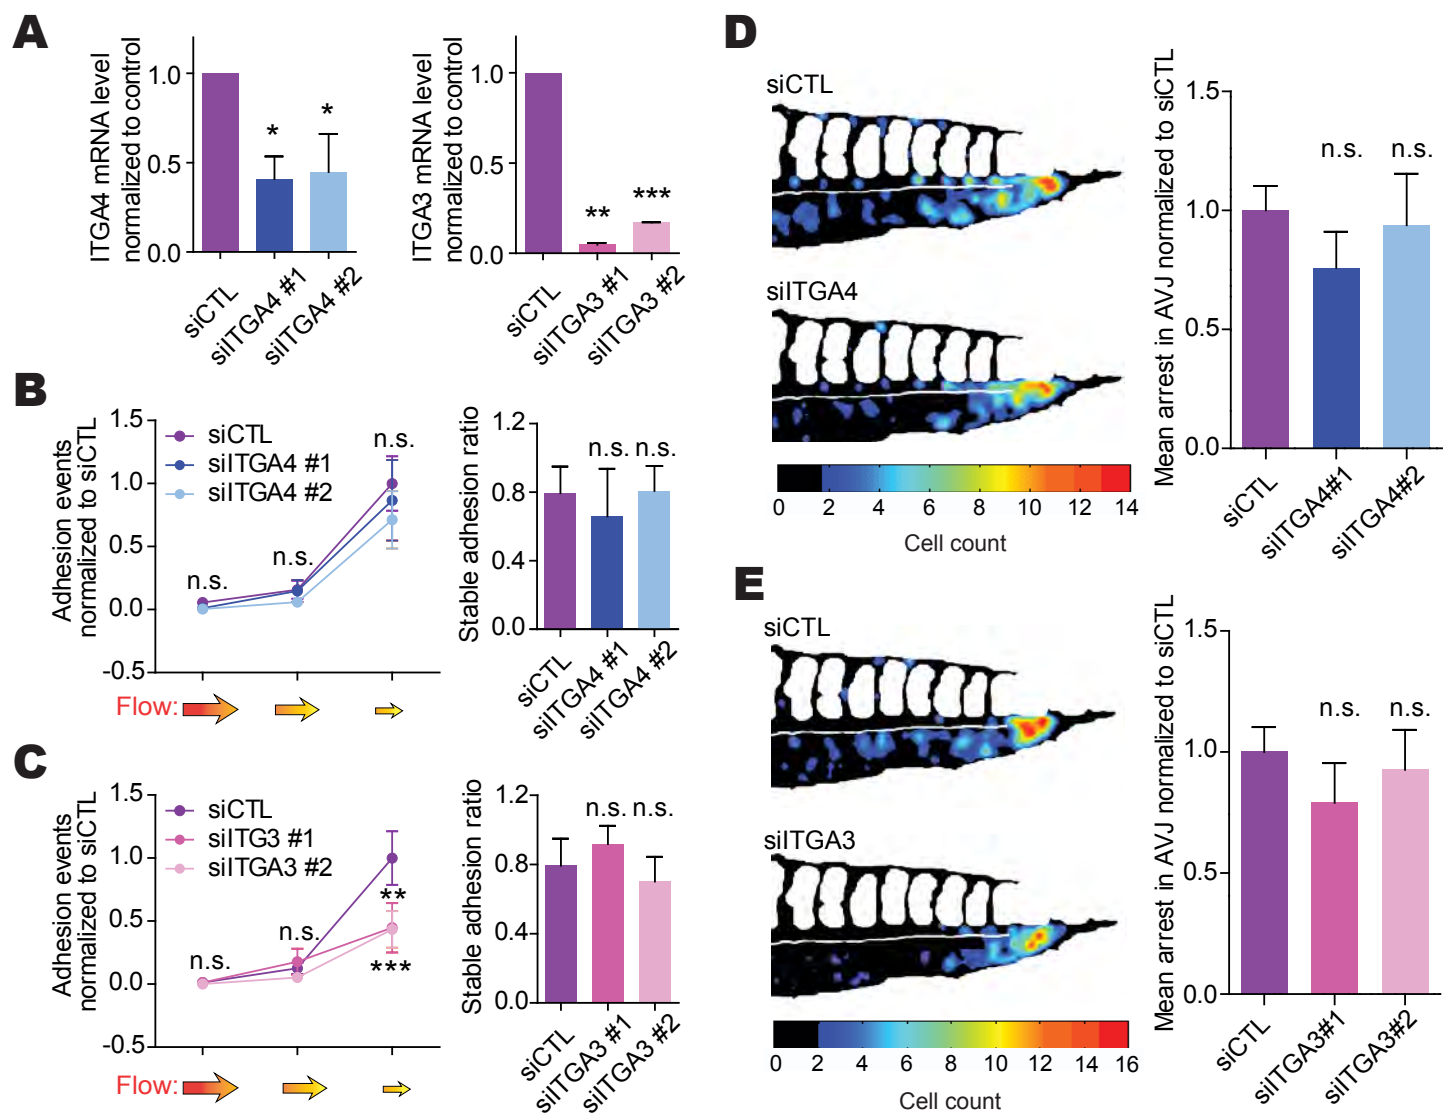 A
ITGA4 mRNA level
normalized to control
1.0
0.5
0.0
*
*
siCTL
siITGA4 #1
siITGA4 #2
ITGA3 mRNA level
normalized to control
1.0
0.5
0.0
**
***
siCTL
siITGA3 #1
siITGA3 #2
B
Adhesion events
normalized to siCTL
1.5
1.0
0.5
0.0
-0.5
siCTL
siITGA4 #1
siITGA4 #2
n.s.
n.s.
n.s.
Flow:
Stable adhesion ratio
1.2
0.8
0.4
0.0
n.s.
n.s.
siCTL
siITGA4 #1
siITGA4 #2
C
Adhesion events
normalized to siCTL
1.5
1.0
0.5
0.0
-0.5
siCTL
siITG3 #1
siITGA3 #2
n.s.
n.s.
**
***
Flow:
Stable adhesion ratio
1.2
0.8
0.4
0.0
n.s.
n.s.
siCTL
siITGA3 #1
siITGA3 #2
D
siCTL
siITGA4
0 2 4 6 8 10 12 14
Cell count
Mean arrest in AVJ normalized to siCTL
1.5
1.0
0.5
0.0
n.s.
n.s.
siCTL
siITGA4#1
siITGA4#2
E
siCTL
siITGA3
0 2 4 6 8 10 12 14 16
Cell count
Mean arrest in AVJ normalized to siCTL
1.5
1.0
0.5
0.0
n.s.
n.s.
siCTL
siITGA3#1
siITGA3#2